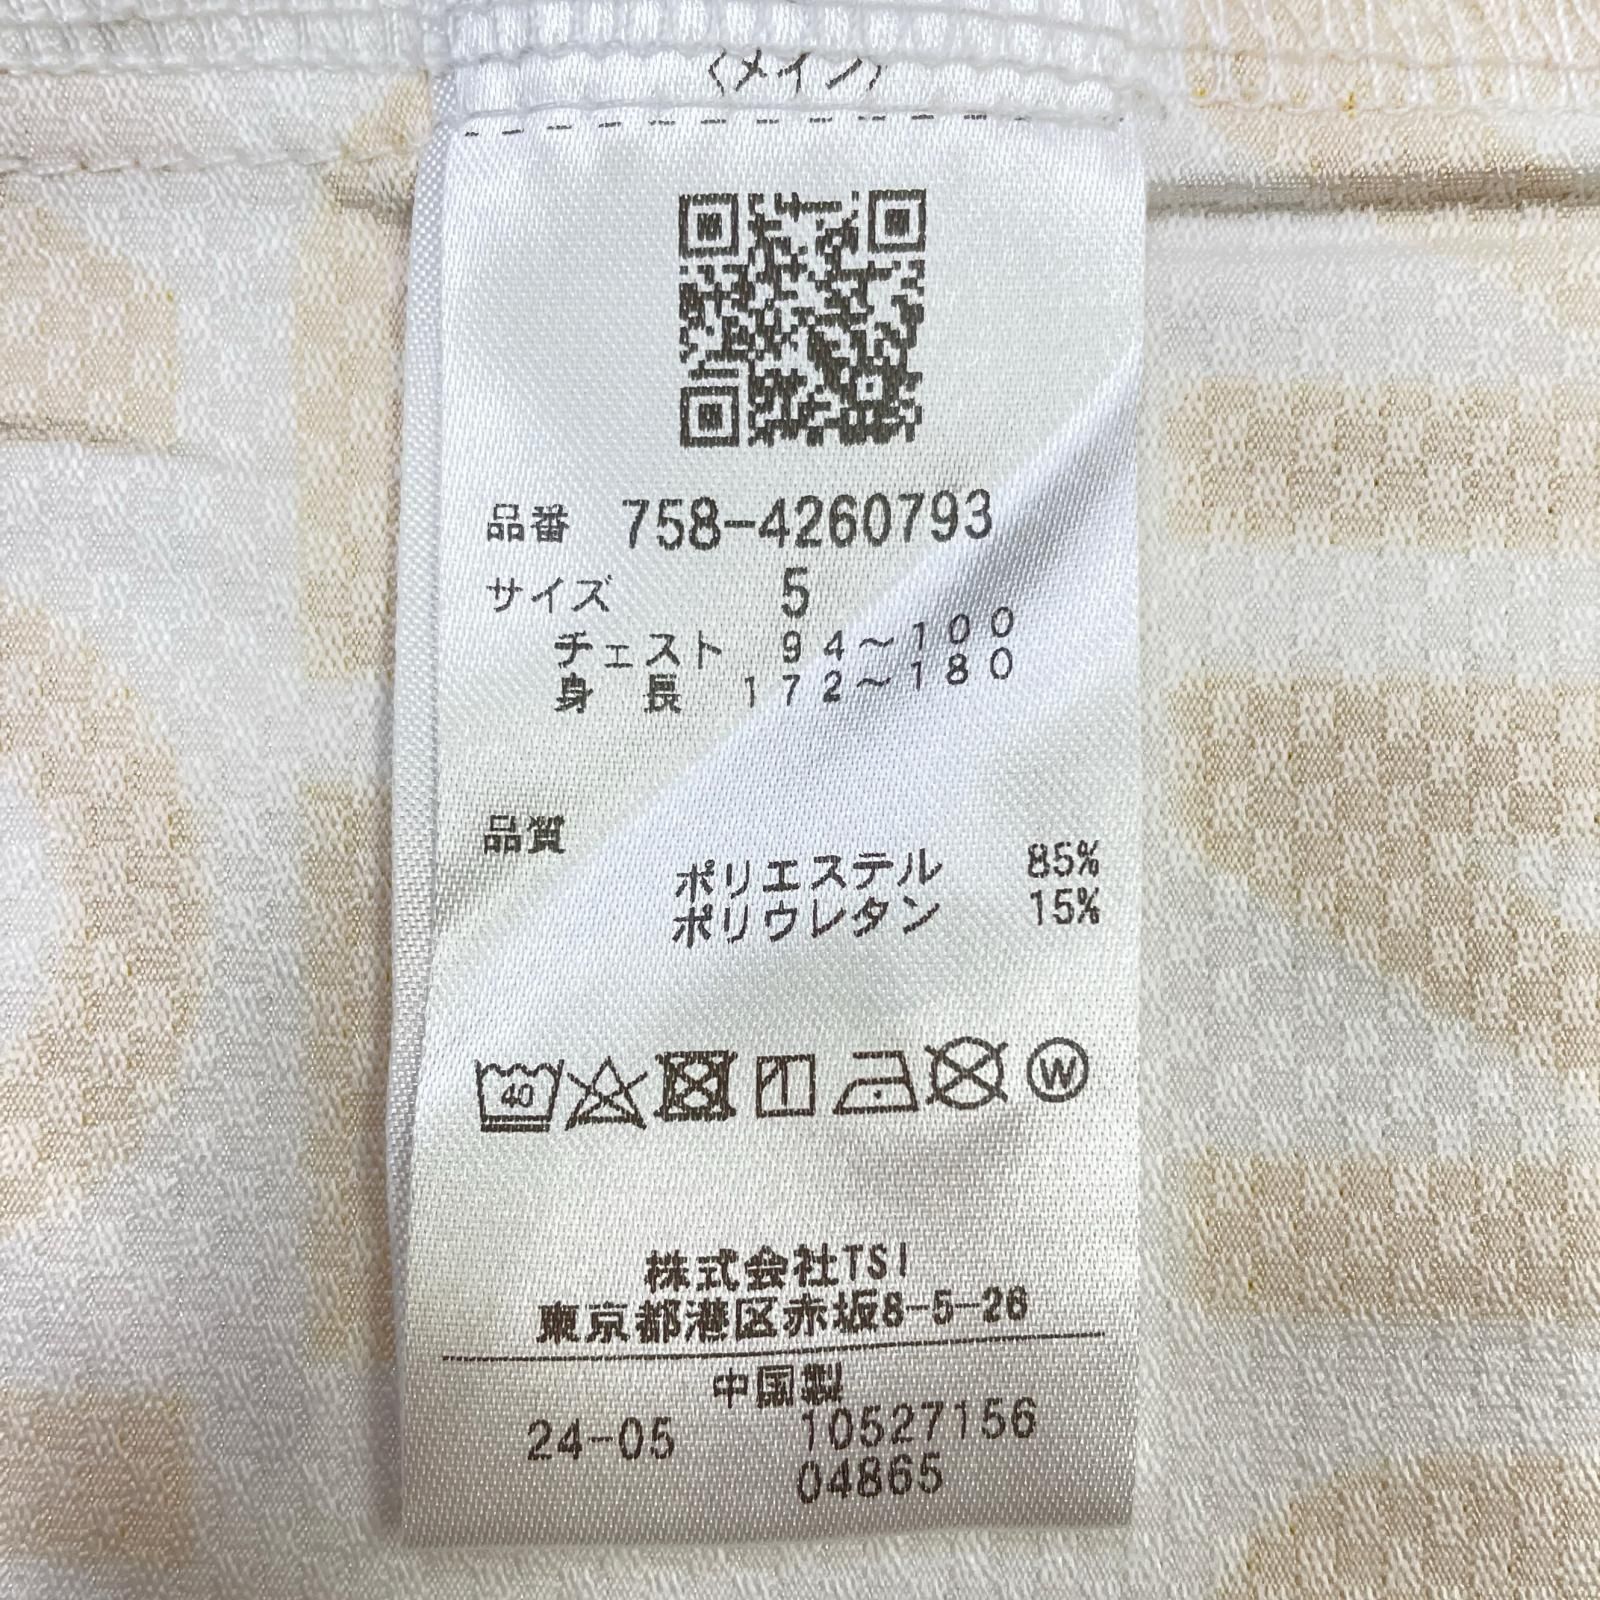 〈メイン〉
品番 758-4260793
サイズ 5
チェスト 94～100
身長 172～180
品質
ポリエステル 85%
ポリウレタン 15%
40
W
株式会社TSI
東京都港区赤坂8-5-26
中国製
24-05 10527156
04865